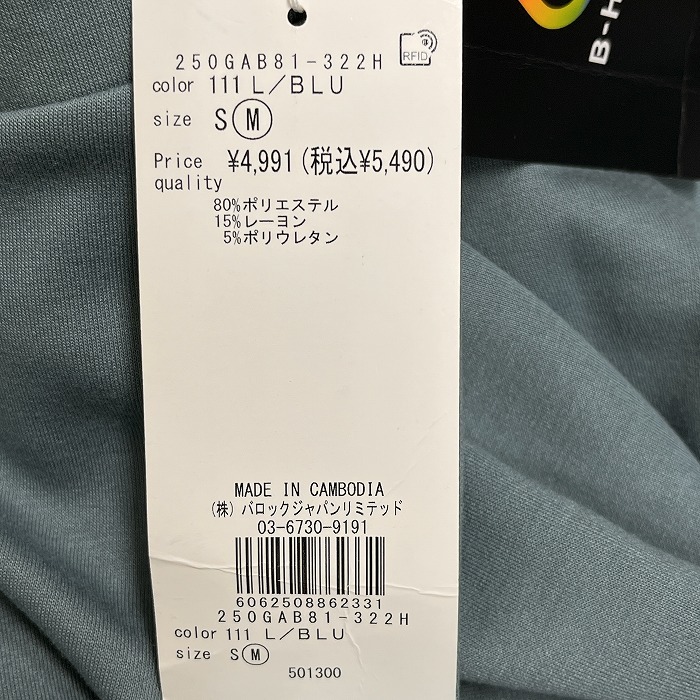 250GAB81-322H
RFID
color 111 L/BLU
size S M
Price ¥4,991(税込¥5,490)
quality
80%ポリエステル
15%レーヨン
5%ポリウレタン
MADE IN CAMBODIA
(株)バロックジャパンリミテッド
03-6730-9191
6062508862331
250GAB81-322H
color 111 L/BLU
size S M
501300